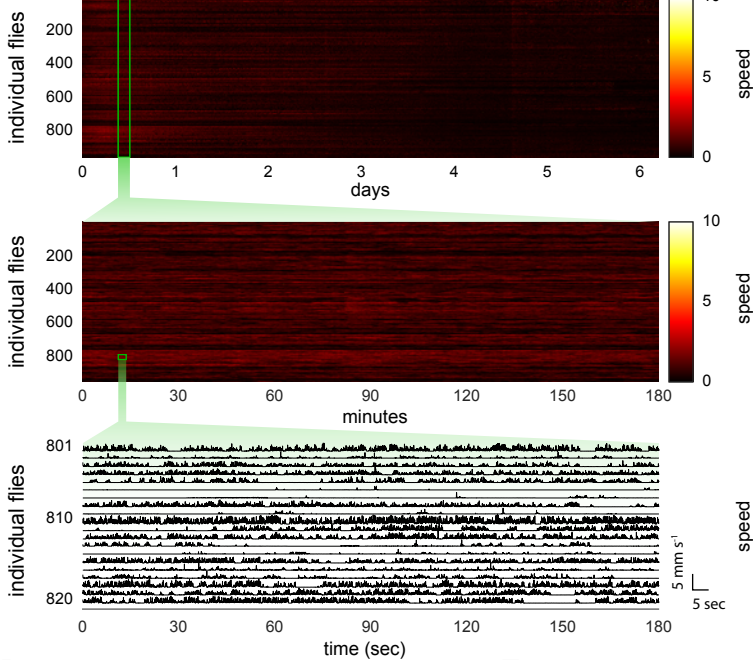 10
200
400
600
800
individual flies
5
0
speed
0 1 2 3 4 5 6
days
10
200
400
600
800
individual flies
5
0
speed
0 30 60 90 120 150 180
minutes
801
810
820
individual flies
speed
5 mm s⁻¹
5 sec
0 30 60 90 120 150 180
time (sec)